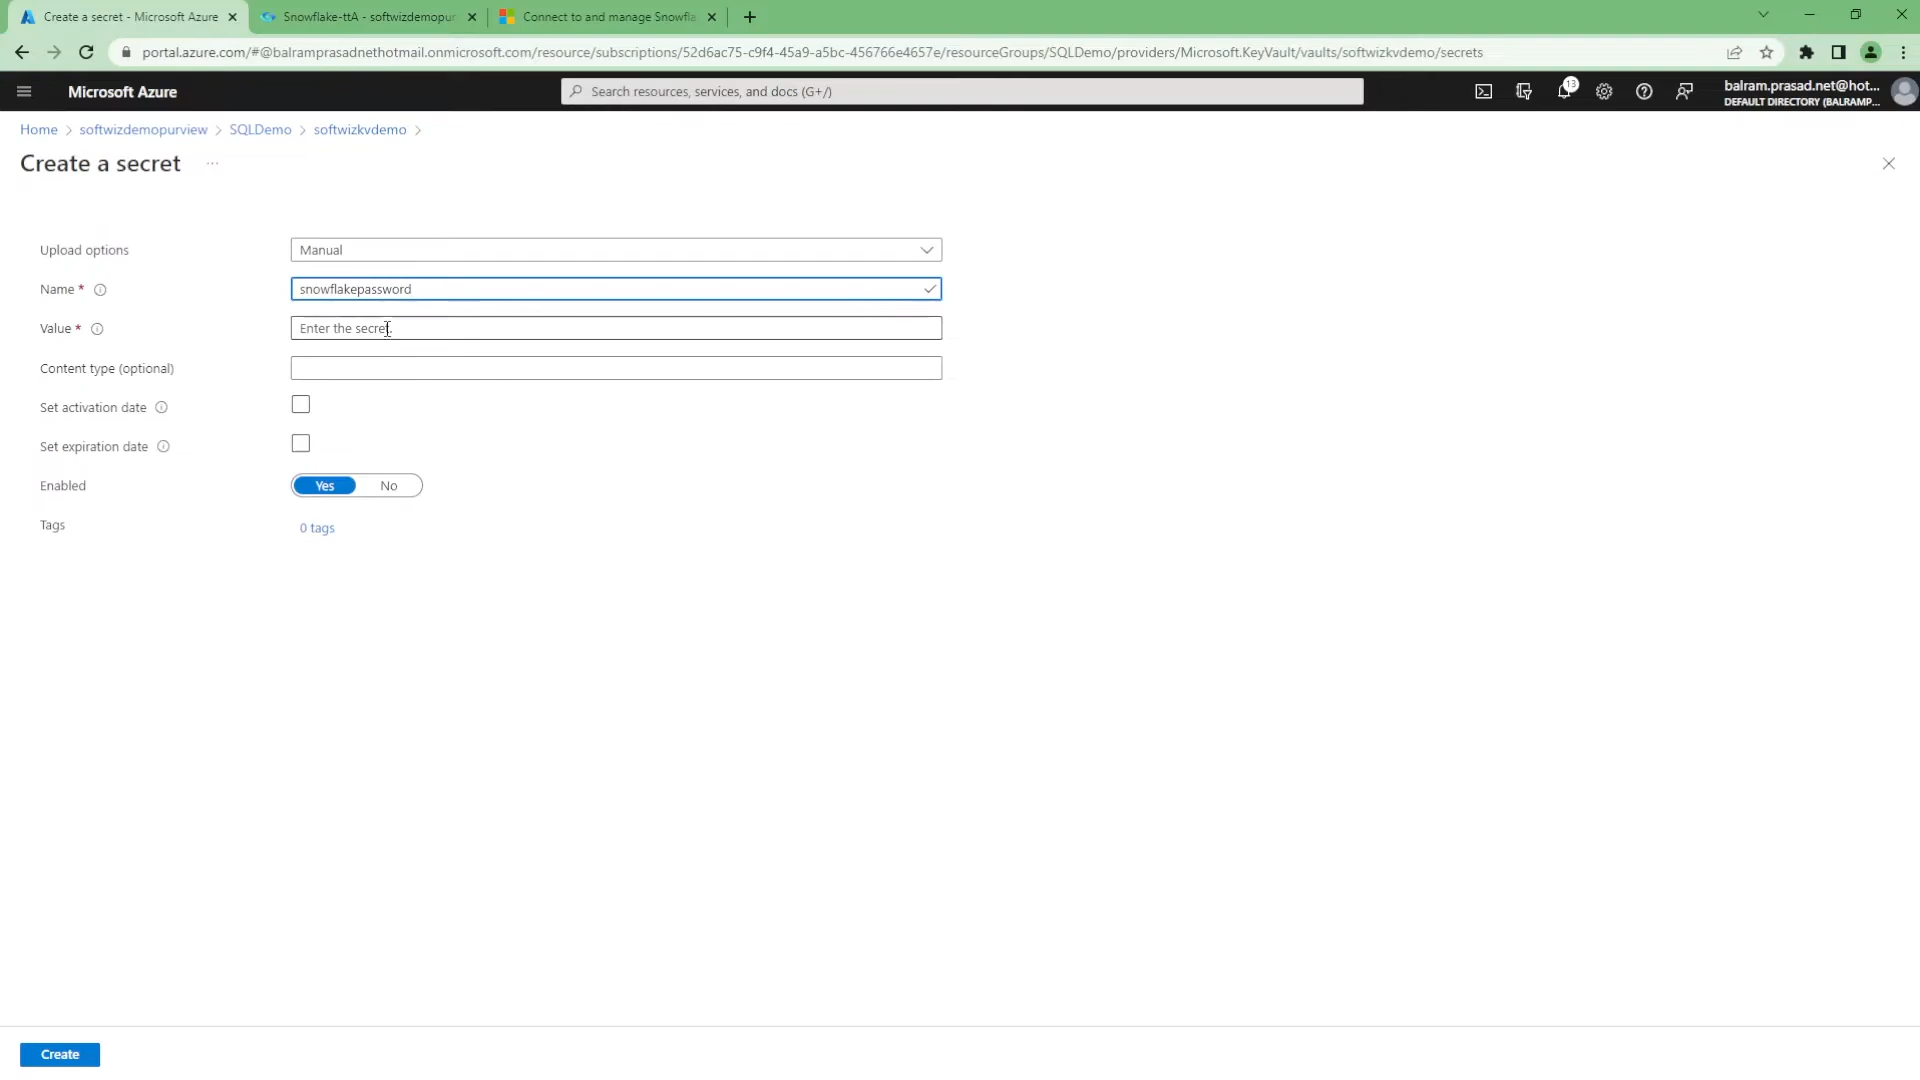 Create a secret - Microsoft Azure
Snowflake-ttA - softwizdemopur
Connect to and manage Snowfla
portal.azure.com/#@balramprasadnethotmail.onmicrosoft.com/resource/subscriptions/52d6ac75-c9f4-45a9-a5bc-456766e4657e/resourceGroups/SQLDemo/providers/Microsoft.KeyVault/vaults/softwizkvdemo/secrets
Microsoft Azure
Search resources, services, and docs (G+/)
13
balram.prasad.net@hot...
DEFAULT DIRECTORY (BALRAMP...
Home > softwizdemopurview > SQLDemo > softwizkvdemo >
Create a secret ...
Upload options
Manual
Name *
snowflakepassword
Value *
Enter the secret.
Content type (optional)
Set activation date
Set expiration date
Enabled
Yes No
Tags
0 tags
Create